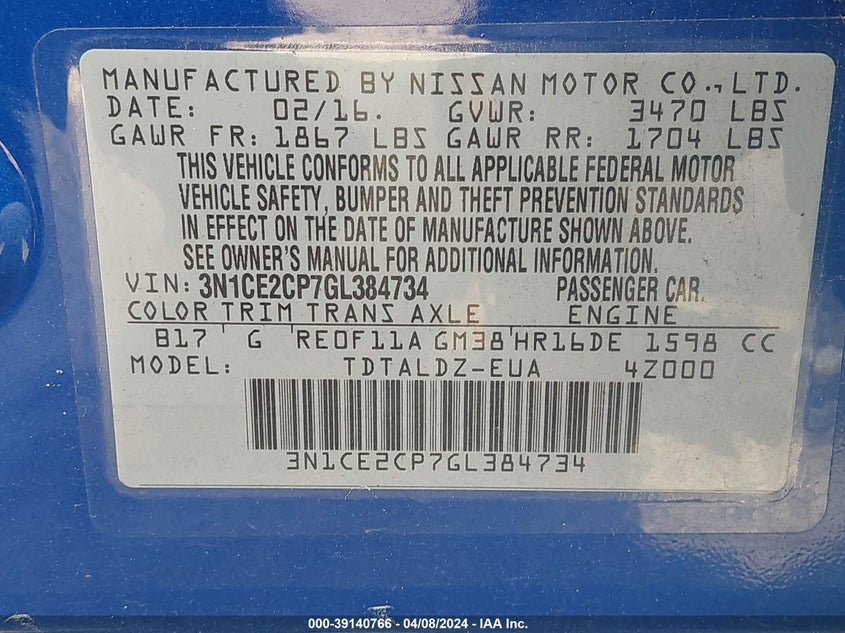 MANUFACTURED BY NISSAN MOTOR CO., LTD.
DATE: 02/16. GVWR: 3470 LBS
GAWR FR: 1867 LBS GAWR RR: 1704 LBS
THIS VEHICLE CONFORMS TO ALL APPLICABLE FEDERAL MOTOR
VEHICLE SAFETY, BUMPER AND THEFT PREVENTION STANDARDS
IN EFFECT ON THE DATE OF MANUFACTURE SHOWN ABOVE.
SEE OWNER'S MANUAL FOR ADDITIONAL INFORMATION.
VIN: 3N1CE2CP7GL384734 PASSENGER CAR.
COLOR TRIM TRANS AXLE ENGINE
B17 G RE0F11A GM38 HR16DE 1598 CC
MODEL: TDTALDZ-EUA 4Z000
3N1CE2CP7GL384734
000-39140766 - 04/08/2024 - IAA Inc.